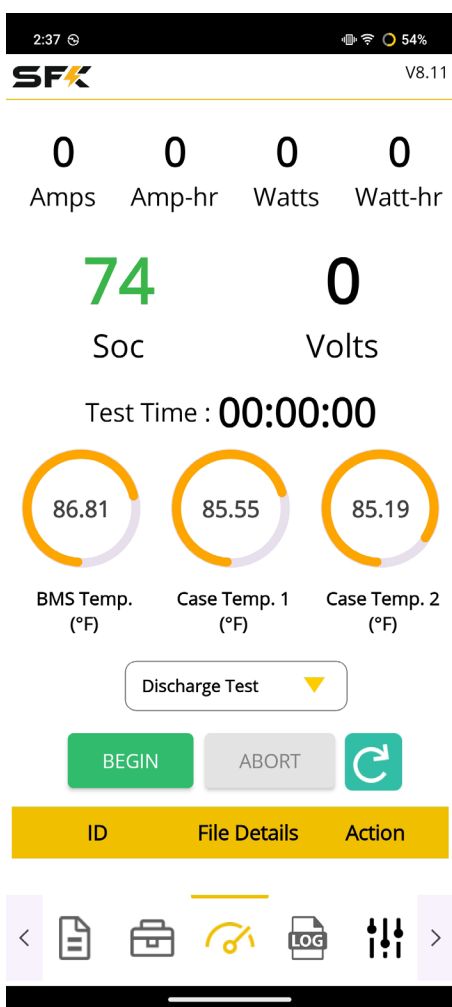 2:37 54%
SFK V8.11
0 0 0 0
Amps Amp-hr Watts Watt-hr
74 0
Soc Volts
Test Time : 00:00:00
86.81 85.55 85.19
BMS Temp. Case Temp. 1 Case Temp. 2
(°F) (°F) (°F)
Discharge Test
BEGIN ABORT
ID File Details Action
LOG